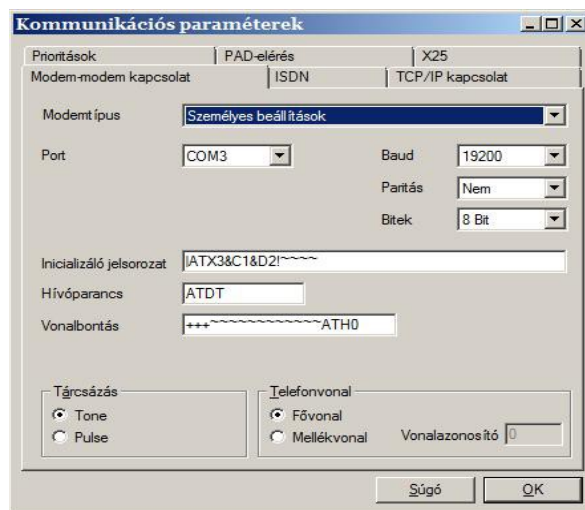 Kommunikációs paraméterek
Prioritások PAD-elérés X25
Modem-modem kapcsolat ISDN TCP/IP kapcsolat
Modemtípus Személyes beállítások
Port COM3 Baud 19200
Paritás Nem
Bitek 8 Bit
Inicializáló jelsorozat ATX3&C1&D2!~~~~
Hívóparancs ATDT
Vonalbontás +++~~~~~~~~~~~~ATH0
Tárcsázás Telefonvonal
Tone Fővonal
Pulse Mellékvonal Vonalazonosító 0
Súgó OK